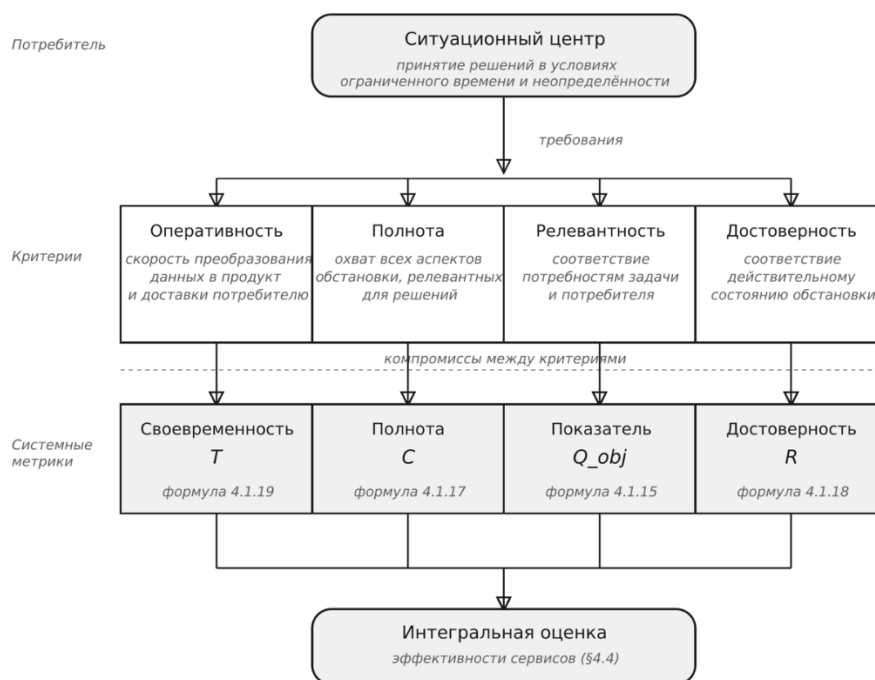 Потребитель
Ситуационный центр
принятие решений в условиях
ограниченного времени и неопределённости
требования
Критерии
Оперативность
скорость преобразования
данных в продукт
и доставки потребителю
Полнота
охват всех аспектов
обстановки, релевантных
для решений
Релевантность
соответствие
потребностям задачи
и потребителя
Достоверность
соответствие
действительному
состоянию обстановки
компромиссы между критериями
Системные
метрики
Своевременность
T
формула 4.1.19
Полнота
C
формула 4.1.17
Показатель
Q_obj
формула 4.1.15
Достоверность
R
формула 4.1.18
Интегральная оценка
эффективности сервисов (§4.4)